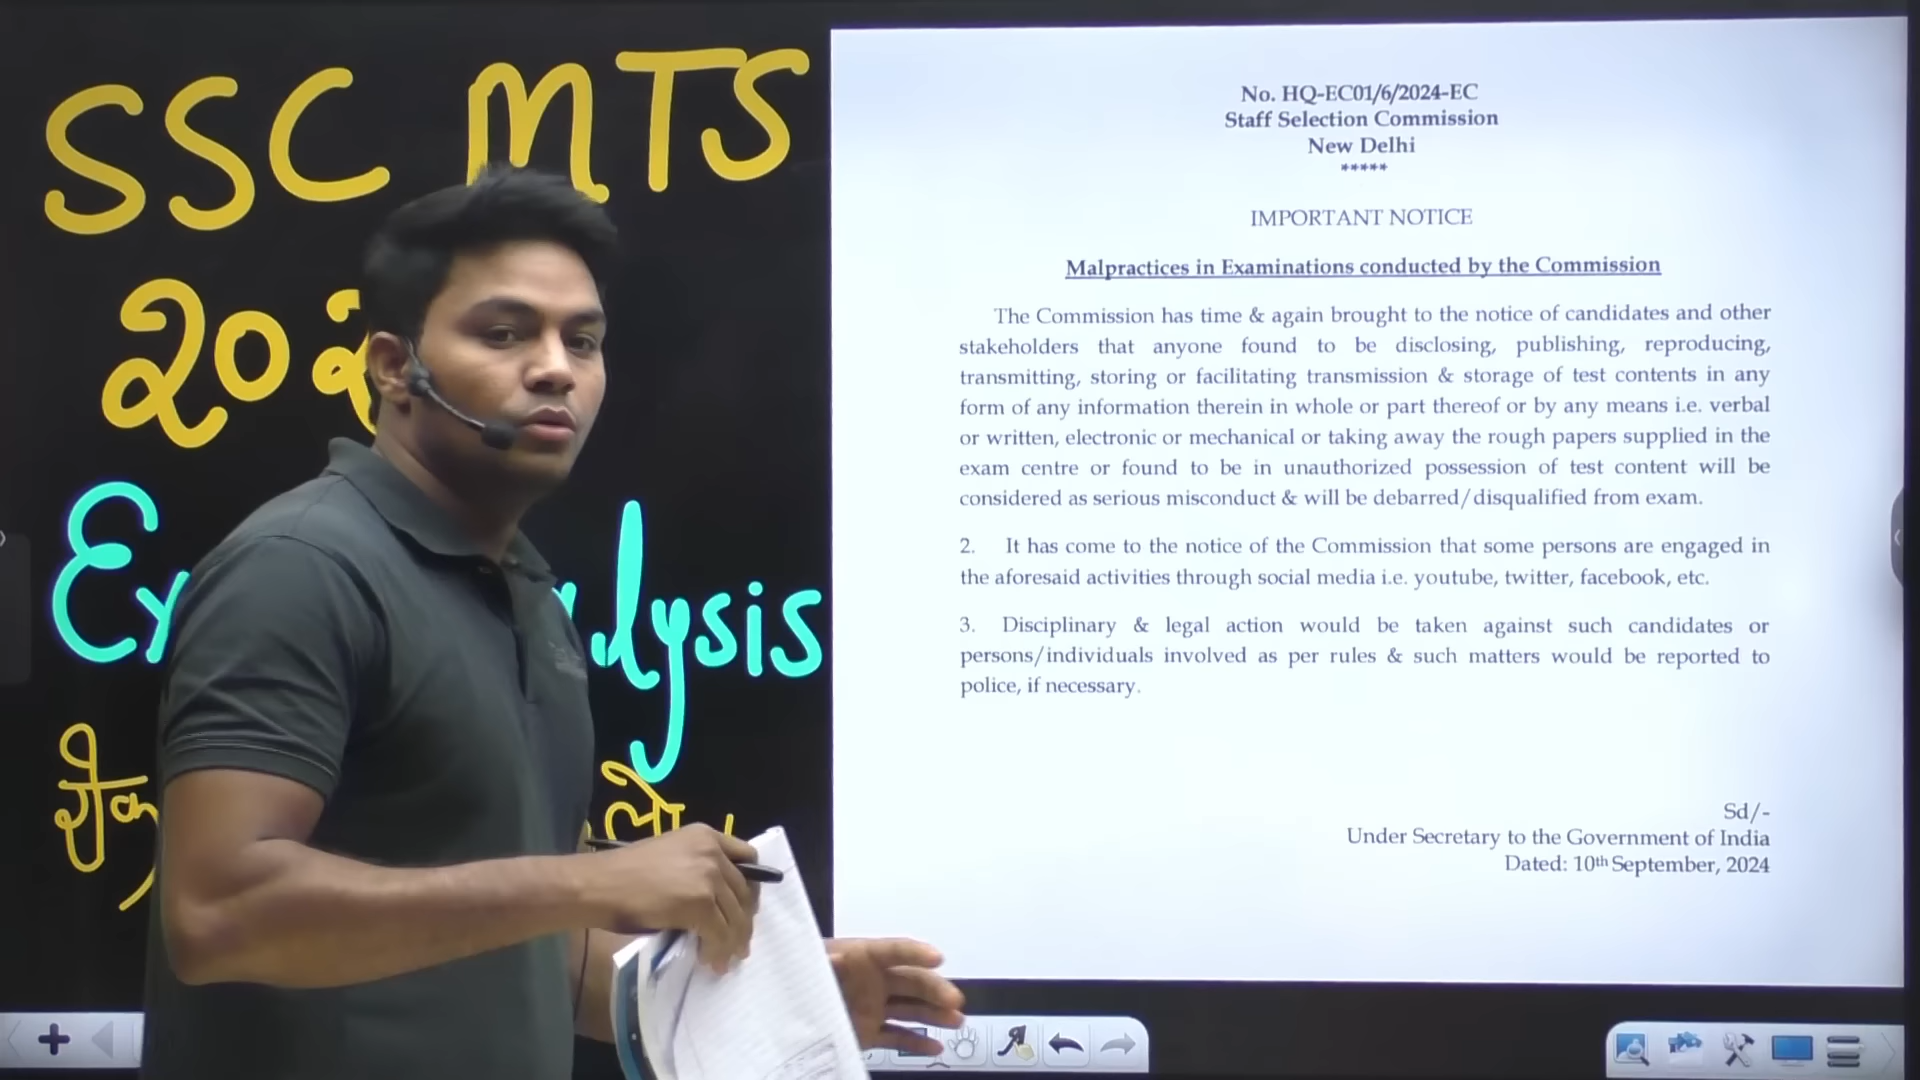 SSC MTS
Ex lysis
No. HQ-EC01/6/2024-EC
Staff Selection Commission
New Delhi
*****
IMPORTANT NOTICE
Malpractices in Examinations conducted by the Commission
The Commission has time & again brought to the notice of candidates and other
stakeholders that anyone found to be disclosing, publishing, reproducing,
transmitting, storing or facilitating transmission & storage of test contents in any
form of any information therein in whole or part thereof or by any means i.e. verbal
or written, electronic or mechanical or taking away the rough papers supplied in the
exam centre or found to be in unauthorized possession of test content will be
considered as serious misconduct & will be debarred/disqualified from exam.
2. It has come to the notice of the Commission that some persons are engaged in
the aforesaid activities through social media i.e. youtube, twitter, facebook, etc.
3. Disciplinary & legal action would be taken against such candidates or
persons/individuals involved as per rules & such matters would be reported to
police, if necessary.
Sd/-
Under Secretary to the Government of India
Dated: 10th September, 2024